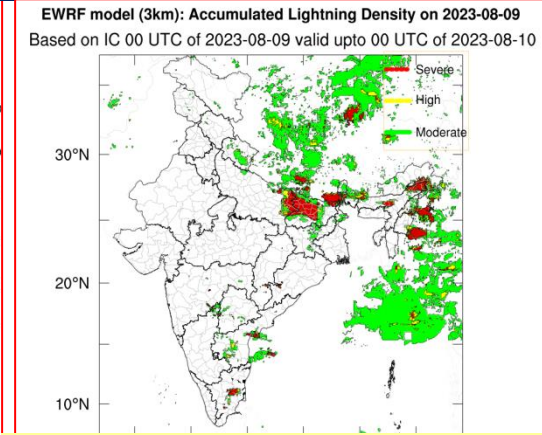 EWRF model (3km): Accumulated Lightning Density on 2023-08-09
Based on IC 00 UTC of 2023-08-09 valid upto 00 UTC of 2023-08-10
Severe
High
Moderate
30°N
20°N
10°N